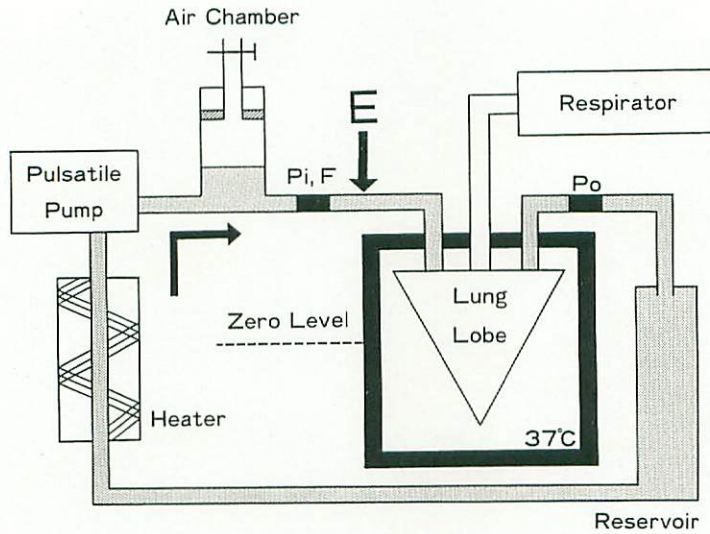 Air Chamber
E
Respirator
Pulsatile
Pump
Pi, F
Po
Lung
Lobe
Zero Level
Heater
37°C
Reservoir